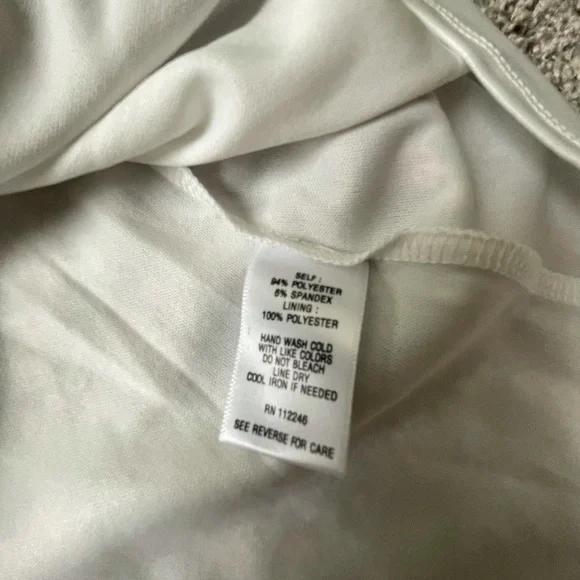 SELF :
94% POLYESTER
6% SPANDEX
LINING :
100% POLYESTER
HAND WASH COLD
WITH LIKE COLORS
DO NOT BLEACH
LINE DRY
COOL IRON IF NEEDED
RN 112246
SEE REVERSE FOR CARE